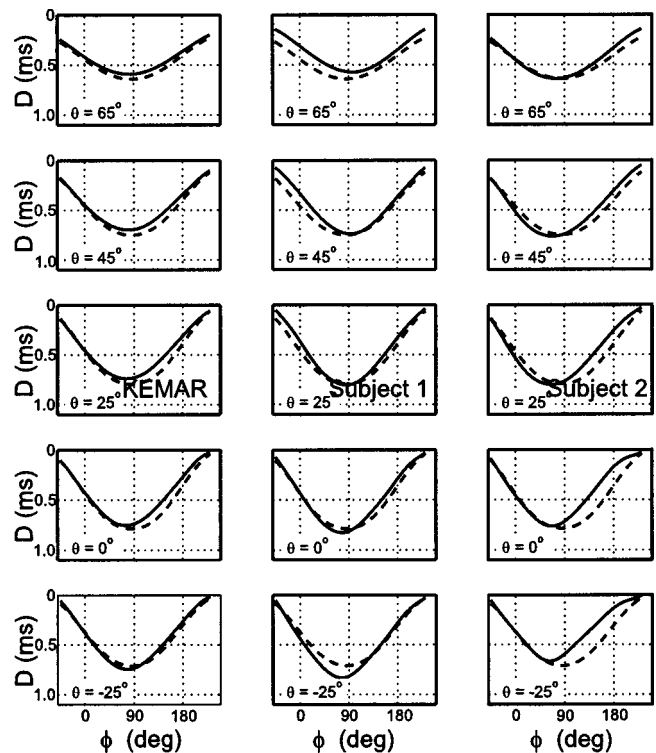 0
D (ms)
0.5
1.0
θ = 65°
θ = 65°
θ = 65°
0
D (ms)
0.5
1.0
θ = 45°
θ = 45°
θ = 45°
0
D (ms)
0.5
1.0
θ = 25° KEMAR
θ = 25° Subject 1
θ = 25° Subject 2
0
D (ms)
0.5
1.0
θ = 0°
θ = 0°
θ = 0°
0
D (ms)
0.5
1.0
θ = -25°
θ = -25°
θ = -25°
0 90 180
0 90 180
0 90 180
ϕ (deg)
ϕ (deg)
ϕ (deg)